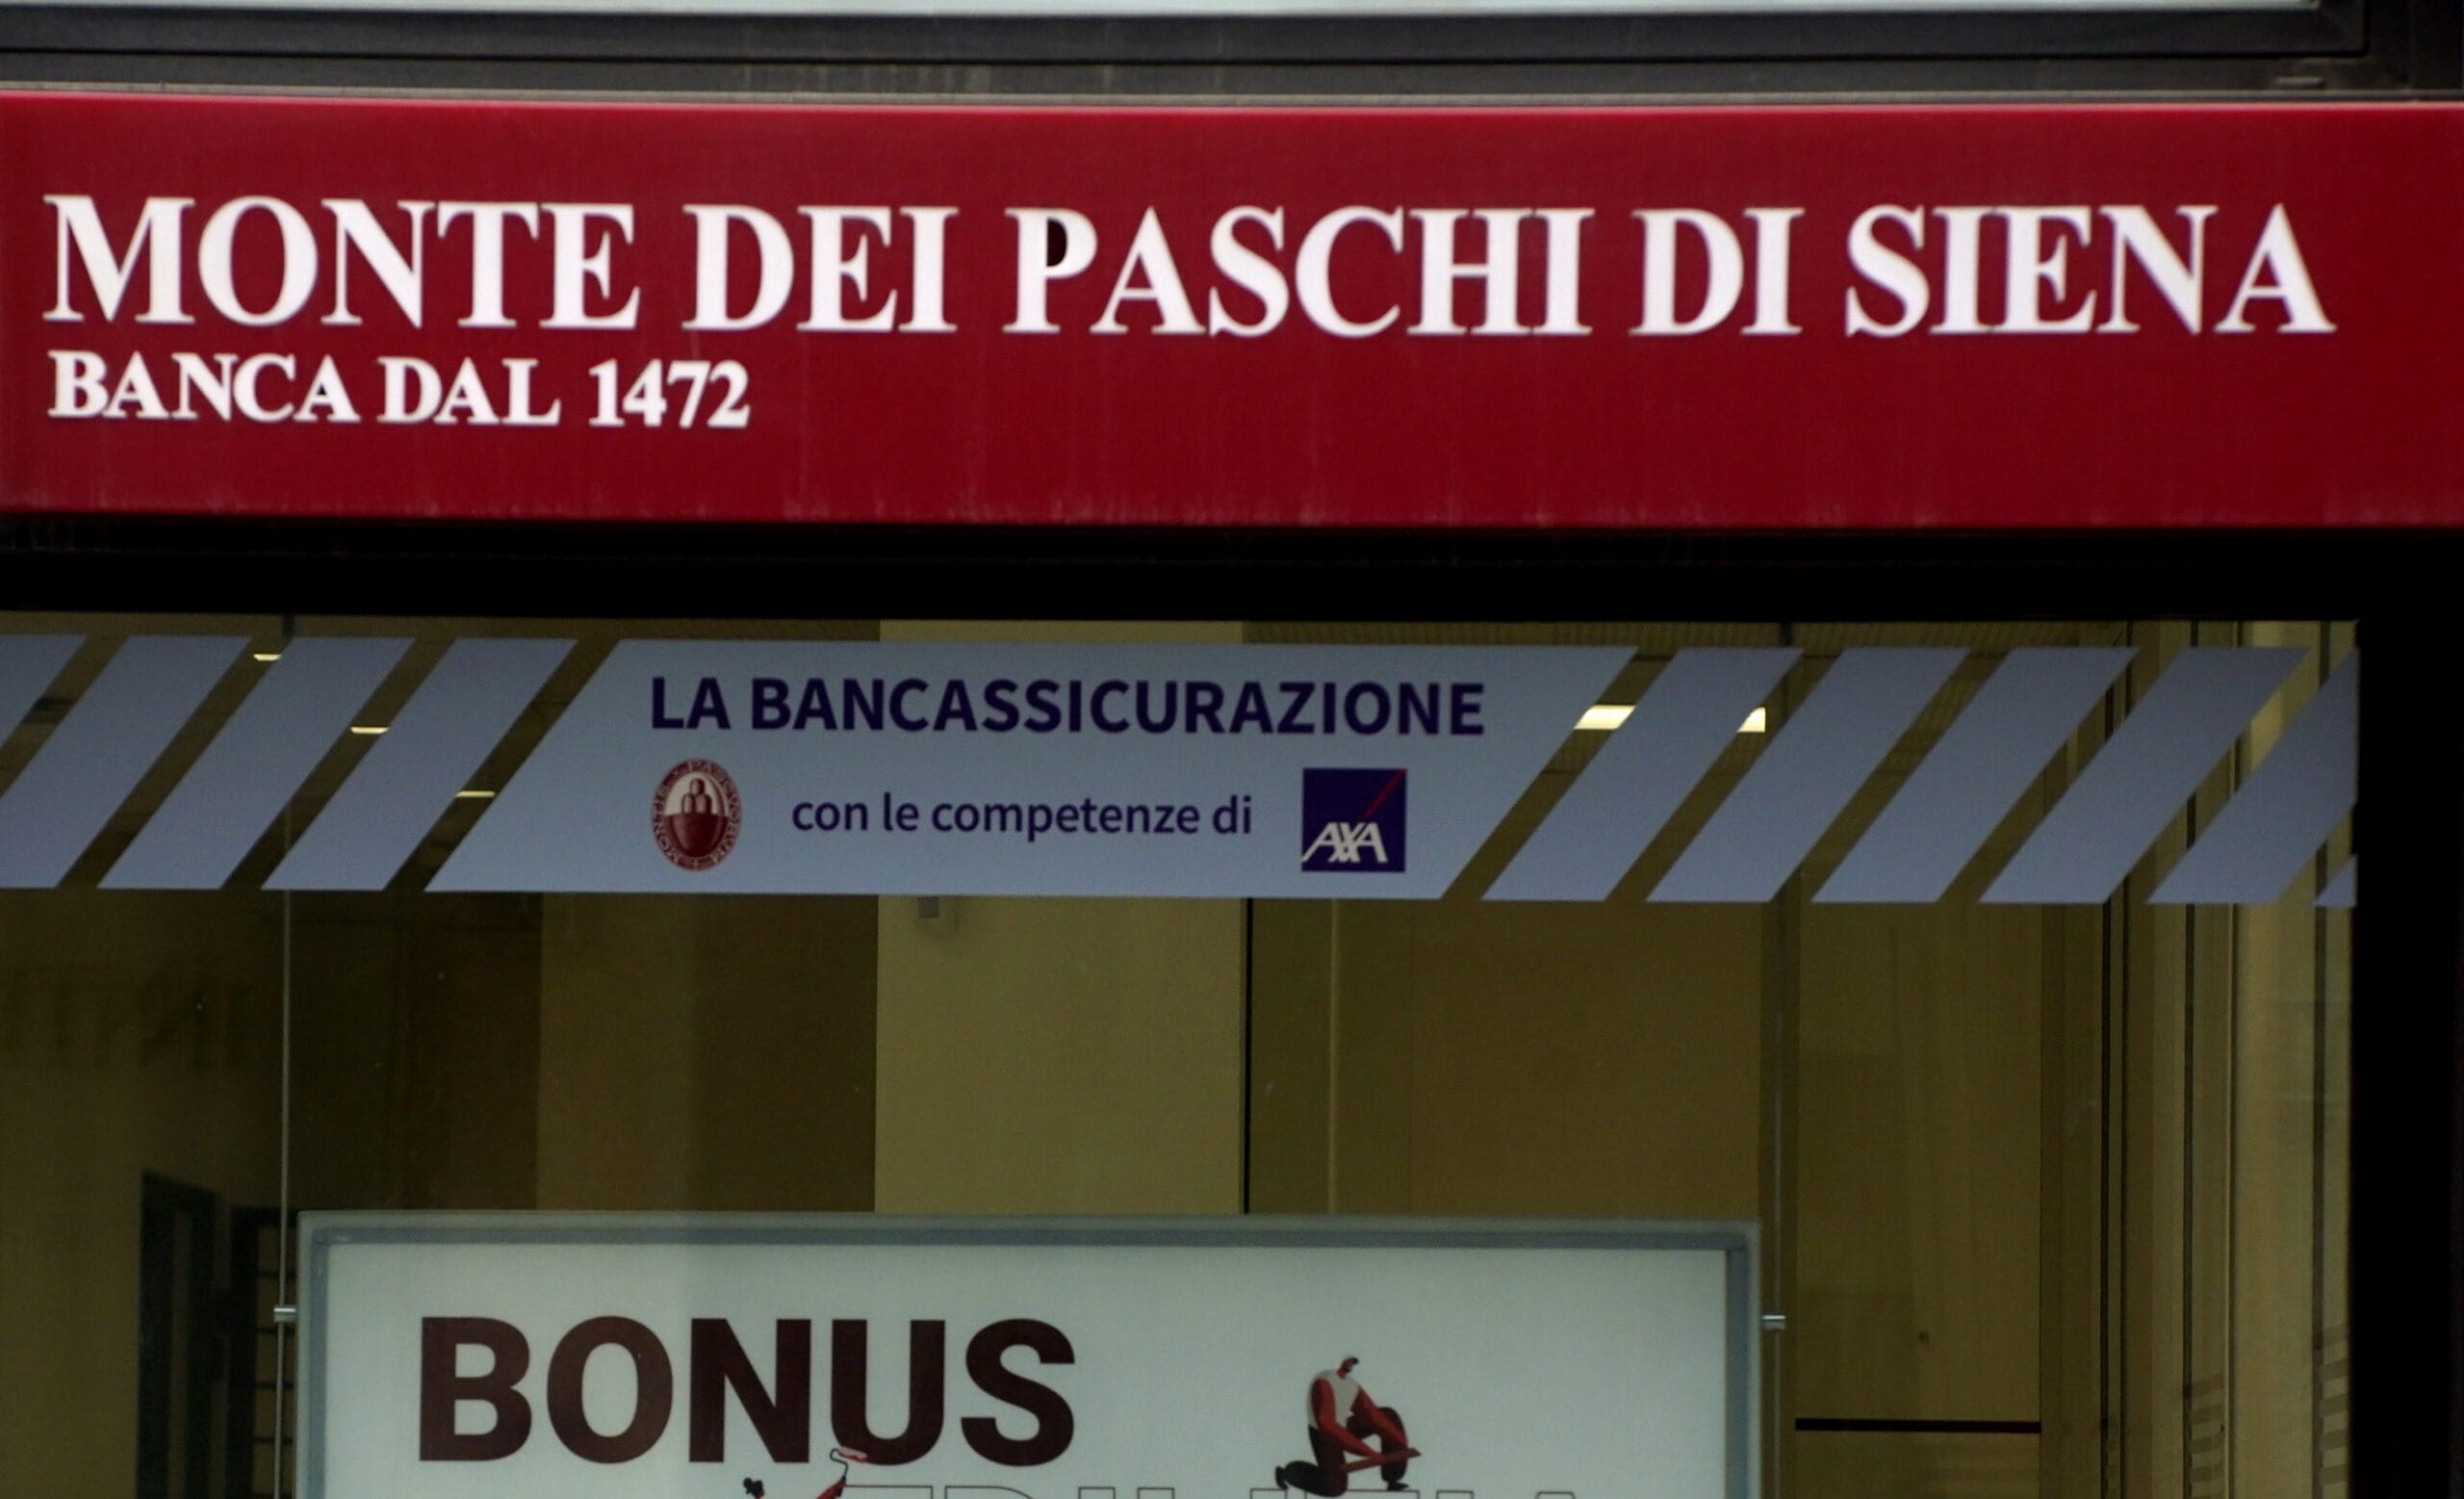 MONTE DEI PASCHI DI SIENA
BANCA DAL 1472
LA BANCASSICURAZIONE
con le competenze di
AXA
BONUS